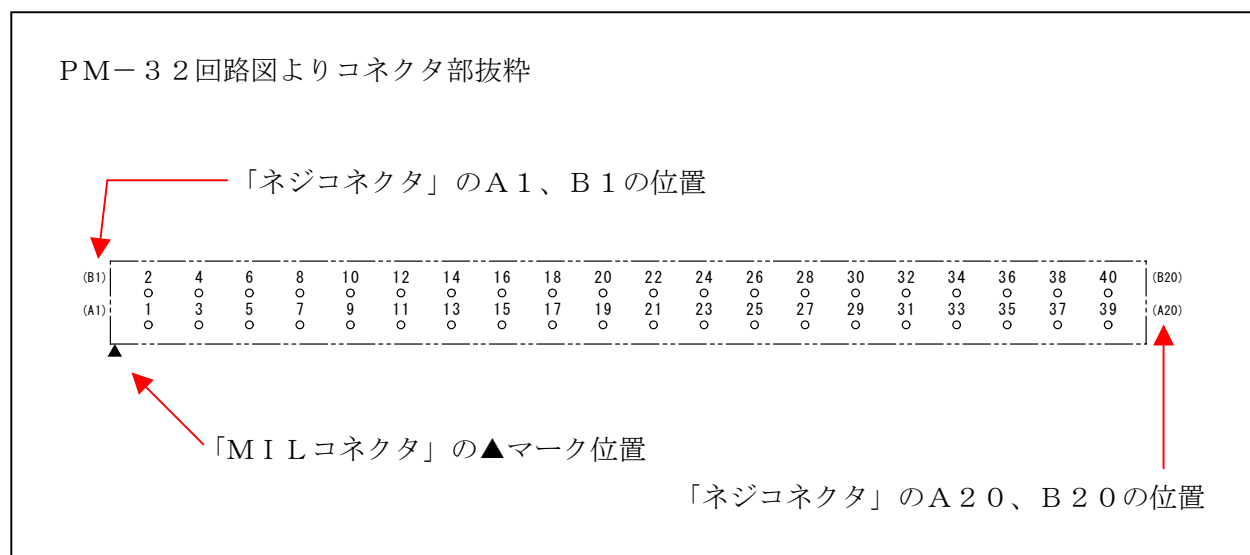 PM-32回路図よりコネクタ部抜粋
「ネジコネクタ」のA1、B1の位置
(B1) 2 4 6 8 10 12 14 16 18 20 22 24 26 28 30 32 34 36 38 40 (B20)
(A1) 1 3 5 7 9 11 13 15 17 19 21 23 25 27 29 31 33 35 37 39 (A20)
▲
「MILコネクタ」の▲マーク位置
「ネジコネクタ」のA20、B20の位置